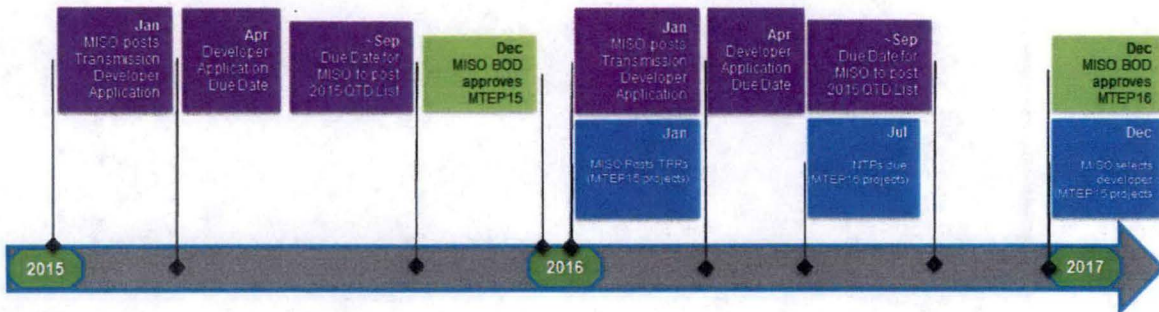 Jan
MISO posts
Transmission
Developer
Application
Apr
Developer
Application
Due Date
~Sep
Due Date for
MISO to post
2015 QTD List
Dec
MISO BOD
approves
MTEP15
Jan
MISO posts
Transmission
Developer
Application
Apr
Developer
Application
Due Date
~Sep
Due Date for
MISO to post
2015 QTD List
Dec
MISO BOD
approves
MTEP16
Jan
MISO Posts TPRs
(MTEP15 projects)
Jul
NTPs due
(MTEP15 projects)
Dec
MISO selects
developer
(MTEP15 projects
2015
2016
2017